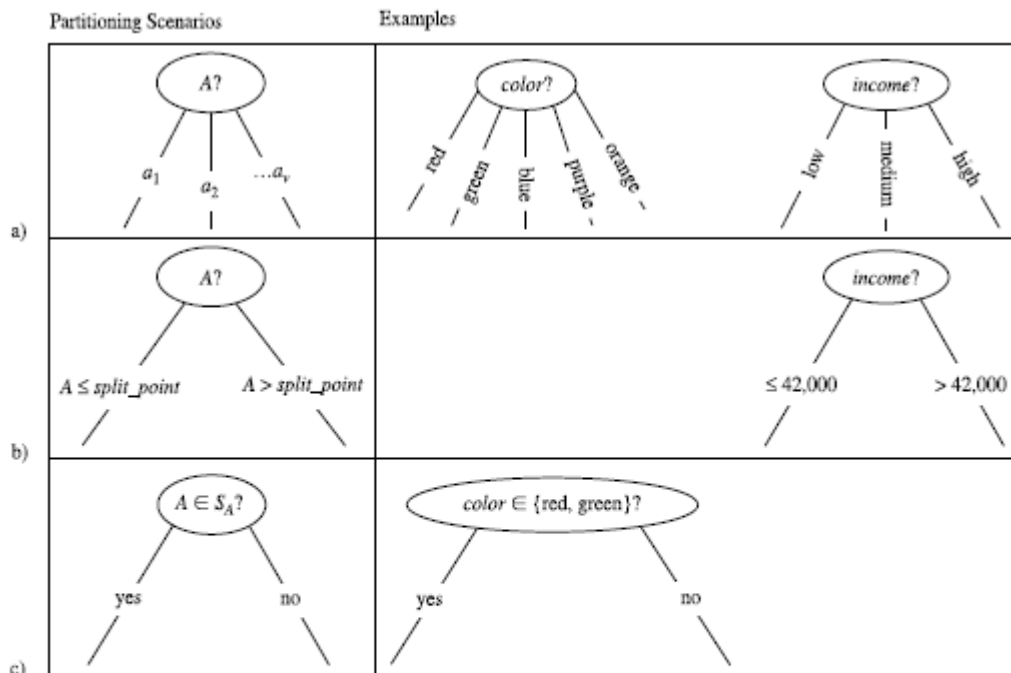 Partitioning Scenarios Examples
A? color? income?
a1 a2 ...av red green blue purple orange low medium high
a)
A? income?
A ≤ split_point A > split_point ≤ 42,000 > 42,000
b)
A ∈ SA? color ∈ {red, green}?
yes no yes no
c)